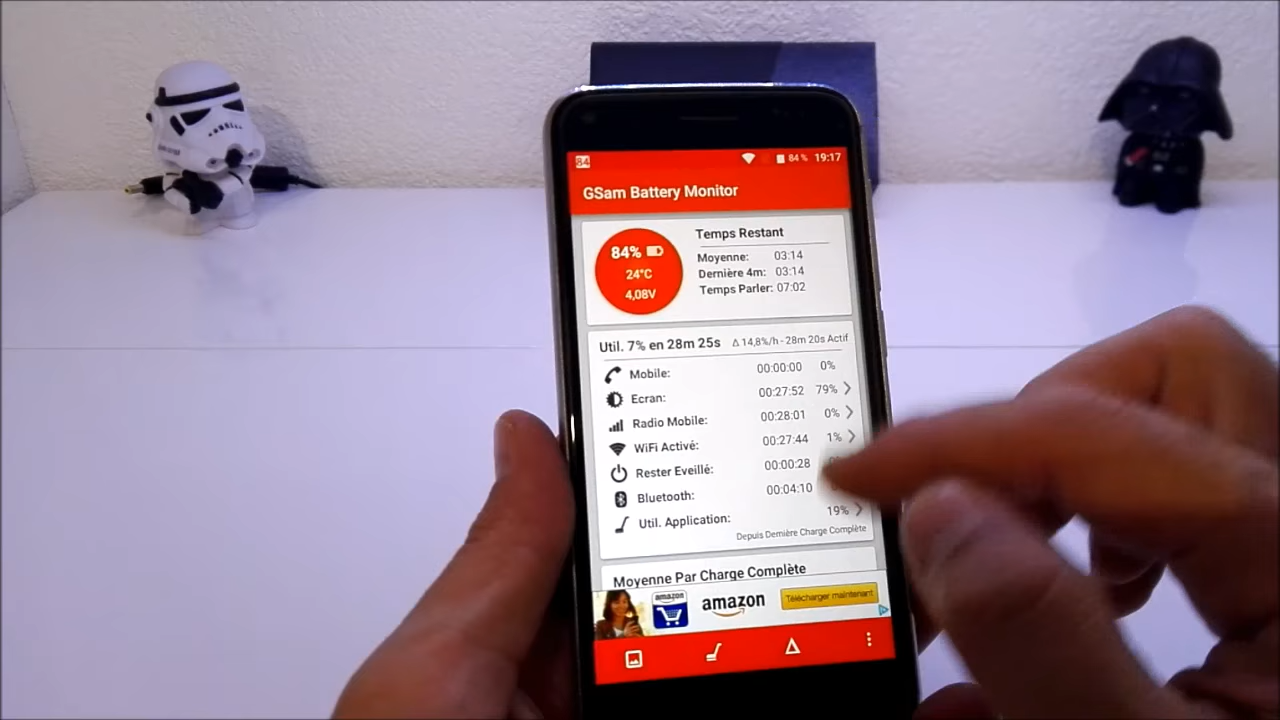 84 84 % 19:17
GSam Battery Monitor
84%
24°C
4,08V
Temps Restant
Moyenne: 03:14
Dernière 4m: 03:14
Temps Parler: 07:02
Util. 7% en 28m 25s Δ 14,8%/h - 28m 20s Actif
Mobile: 00:00:00 0%
Ecran: 00:27:52 79%
Radio Mobile: 00:28:01 0%
WiFi Activé: 00:27:44 1%
Rester Eveillé: 00:00:28
Bluetooth: 00:04:10
Util. Application: 19%
Depuis Dernière Charge Complète
Moyenne Par Charge Complète
amazon
amazon
Télécharger maintenant